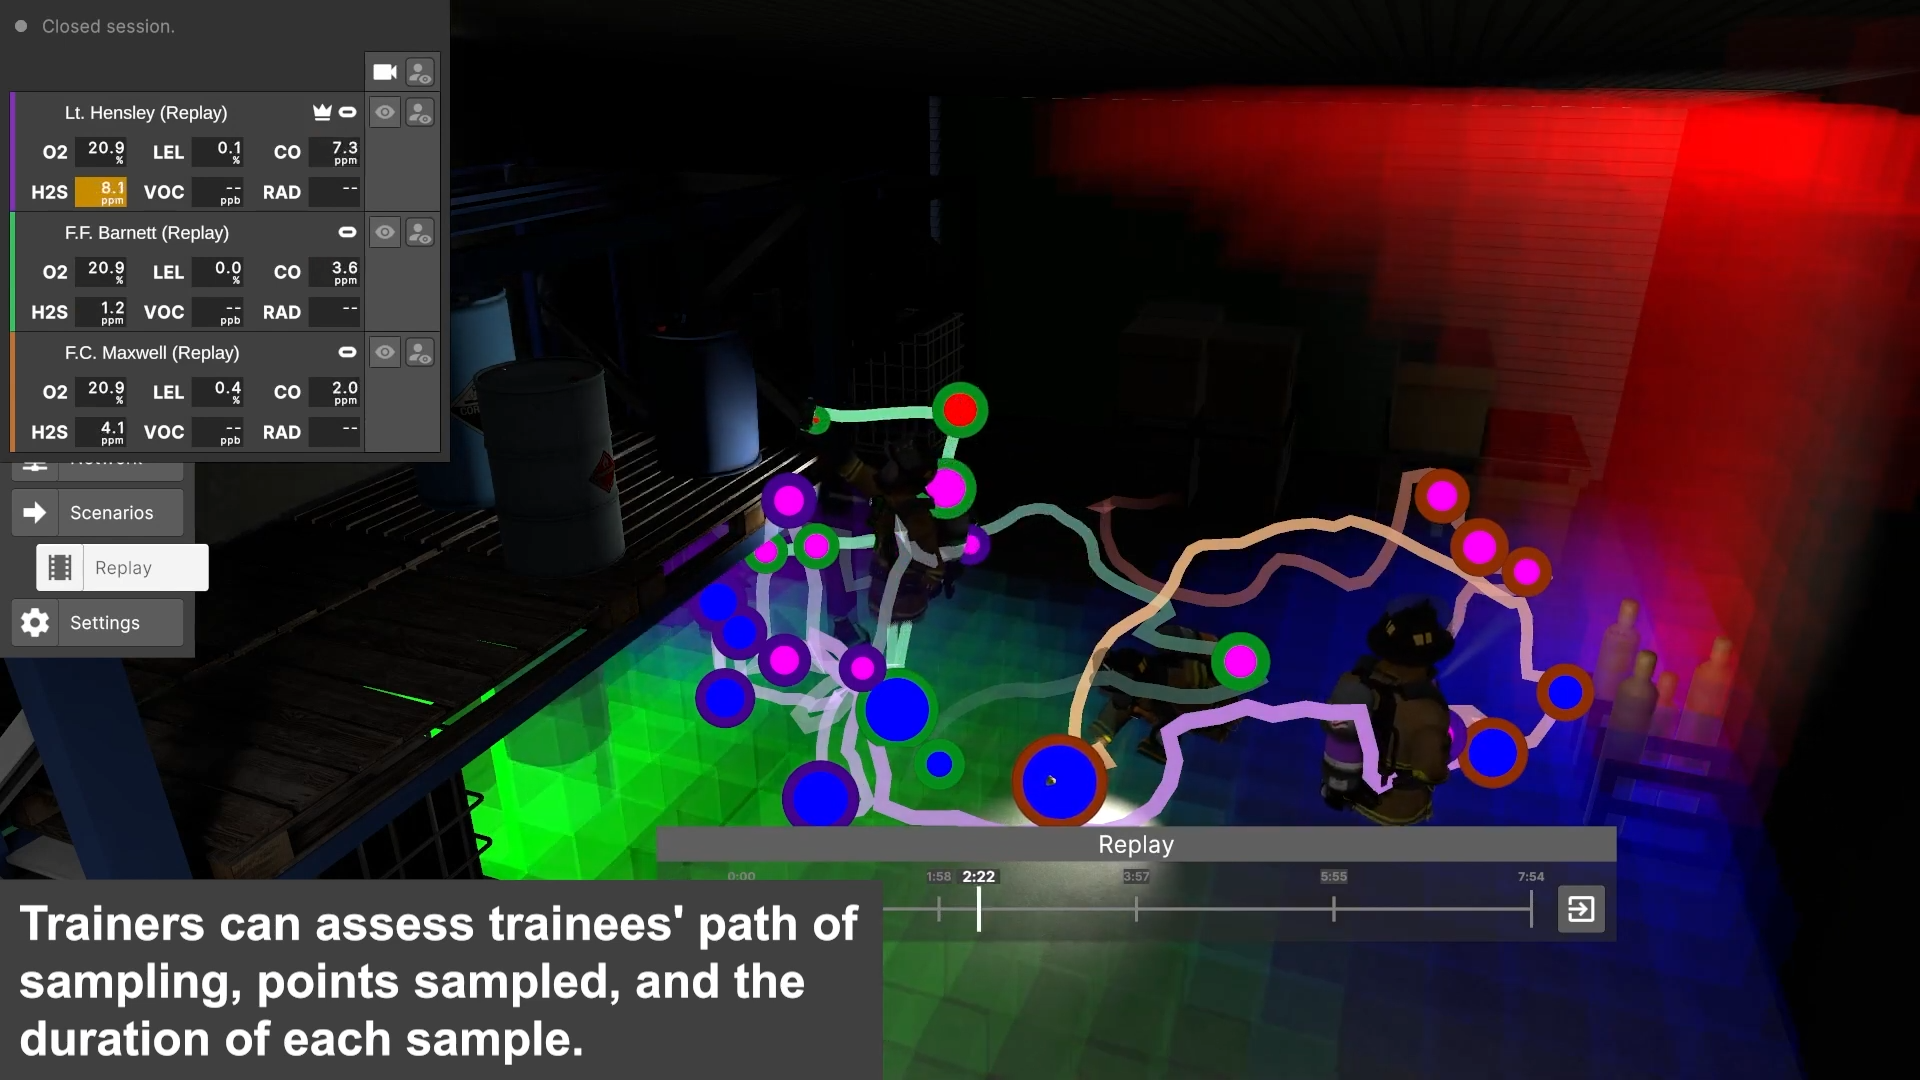 Closed session.
Lt. Hensley (Replay)
O2 20.9 % LEL 0.1 % CO 7.3 ppm
H2S 8.1 ppm VOC -- ppb RAD --
F.F. Barnett (Replay)
O2 20.9 % LEL 0.0 % CO 3.6 ppm
H2S 1.2 ppm VOC -- ppb RAD --
F.C. Maxwell (Replay)
O2 20.9 % LEL 0.4 % CO 2.0 ppm
H2S 4.1 ppm VOC -- ppb RAD --
Network
Scenarios
Replay
Settings
Replay
0:00 1:58 2:22 3:57 5:55 7:54
Trainers can assess trainees' path of
sampling, points sampled, and the
duration of each sample.